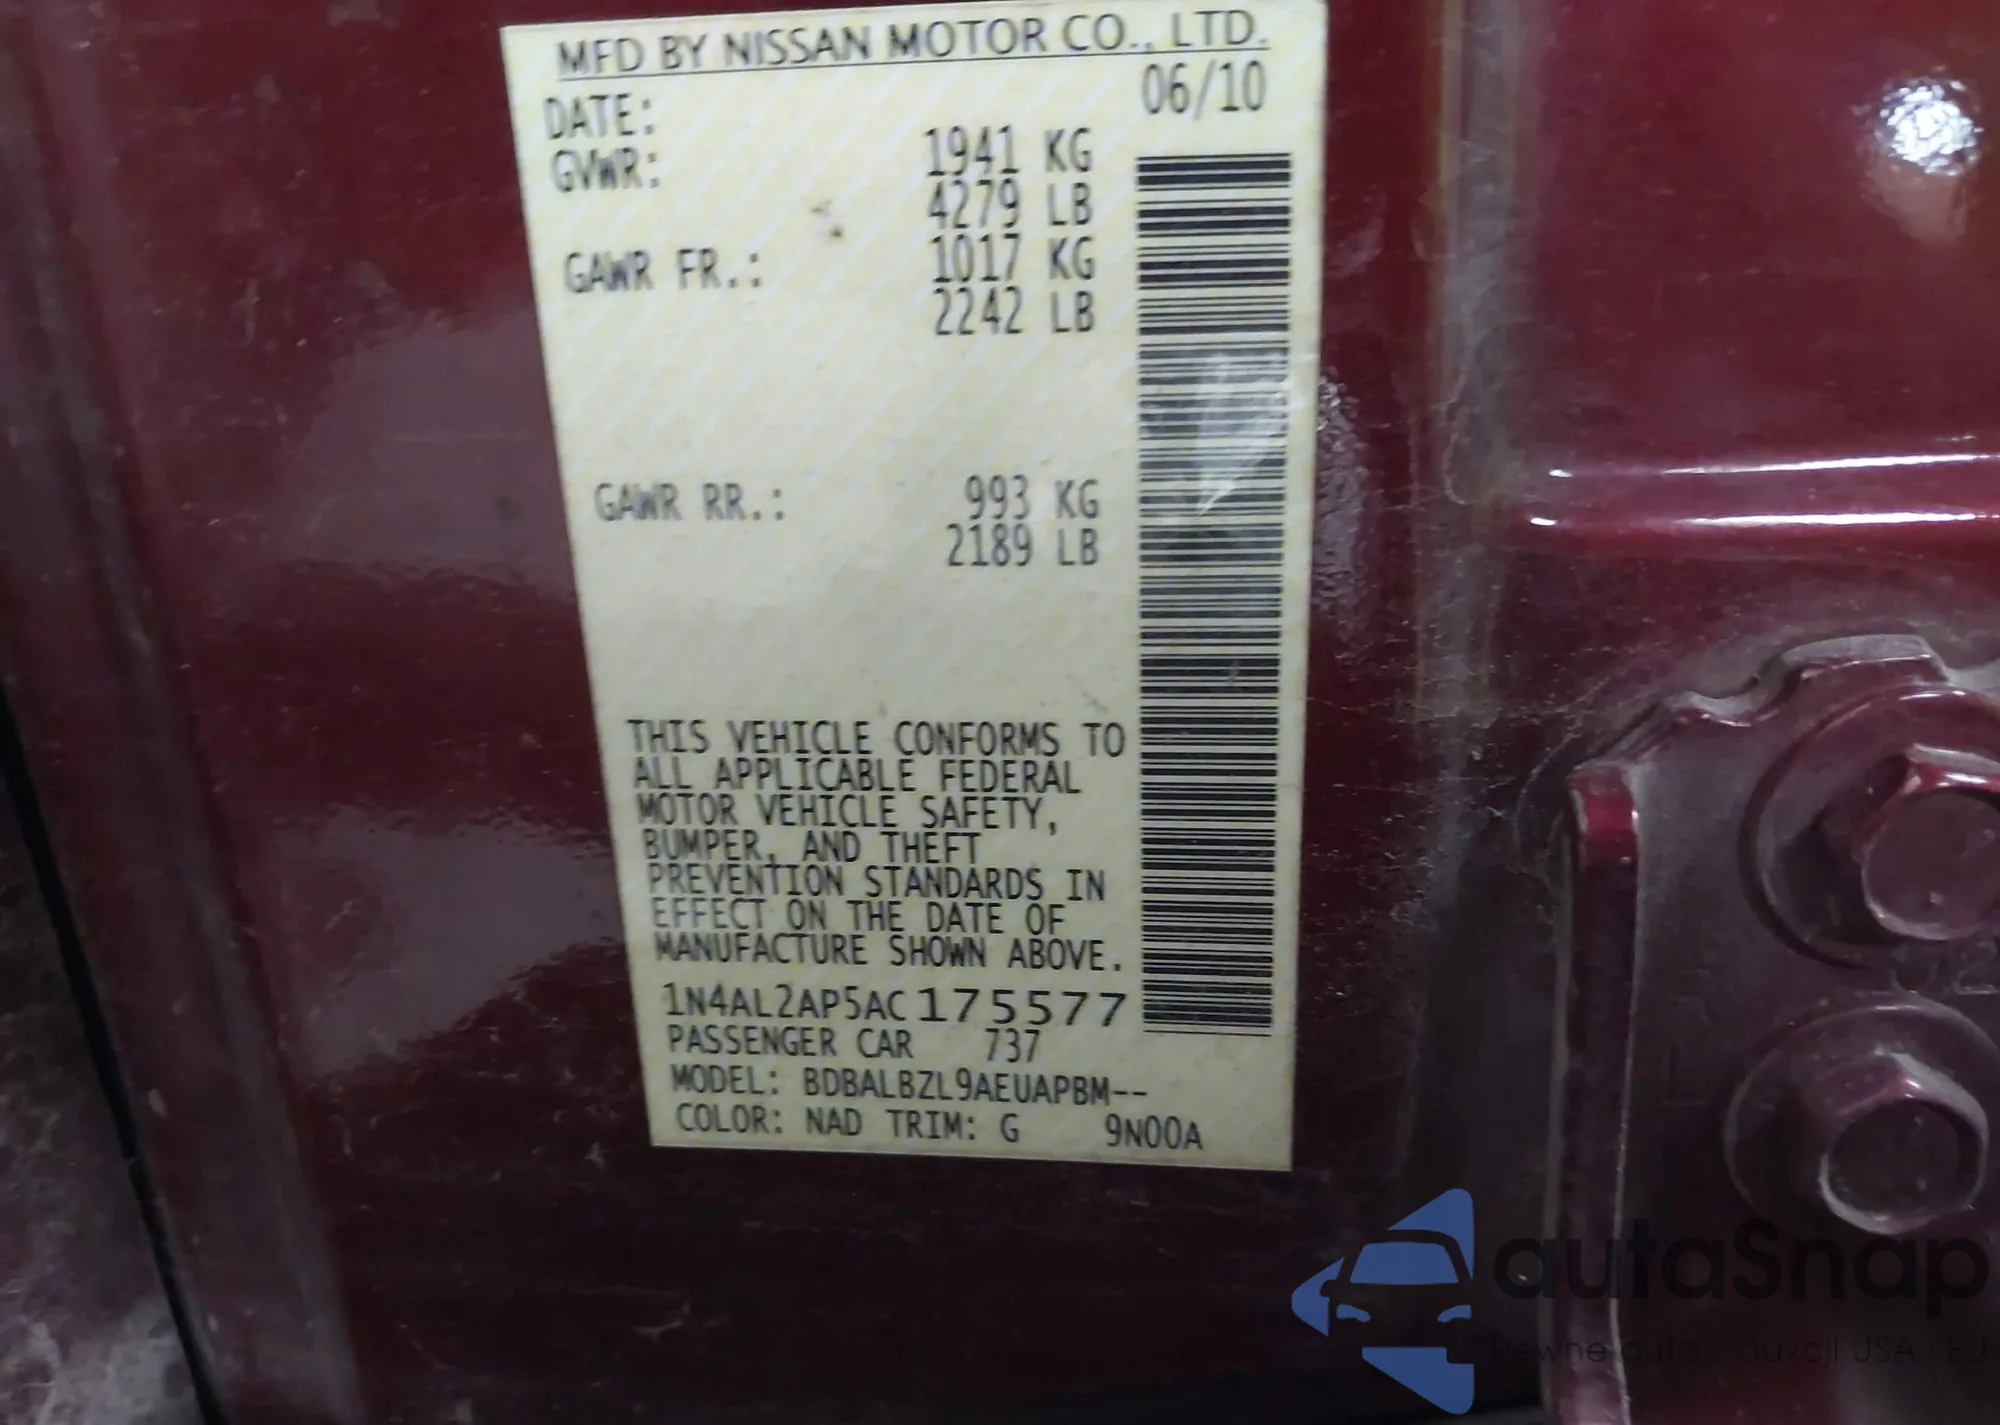 MFD BY NISSAN MOTOR CO., LTD.
DATE: 06/10
GVWR: 1941 KG
4279 LB
GAWR FR.: 1017 KG
2242 LB
GAWR RR.: 993 KG
2189 LB
THIS VEHICLE CONFORMS TO
ALL APPLICABLE FEDERAL
MOTOR VEHICLE SAFETY,
BUMPER, AND THEFT
PREVENTION STANDARDS IN
EFFECT ON THE DATE OF
MANUFACTURE SHOWN ABOVE.
1N4AL2AP5AC175577
PASSENGER CAR 737
MODEL: BDBALBZL9AEUAPBM--
COLOR: NAD TRIM: G 9N00A
autaSnap
auta USA